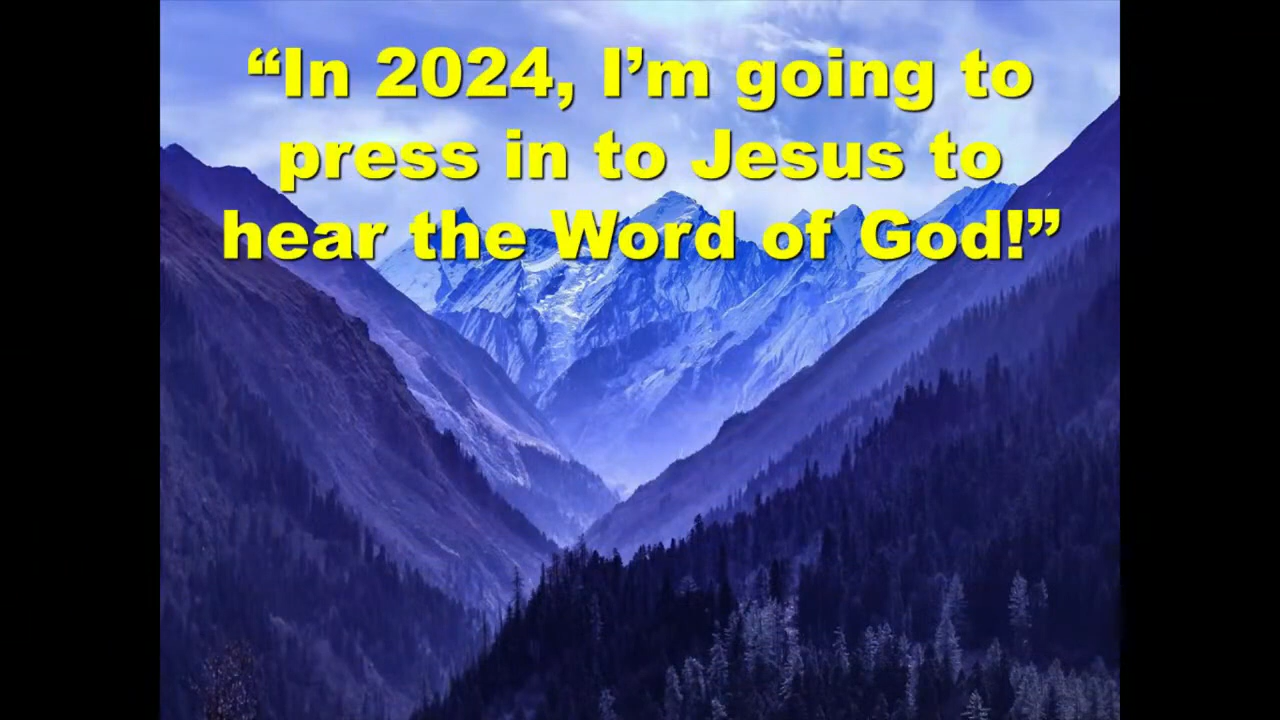 “In 2024, I’m going to
press in to Jesus to
hear the Word of God!”